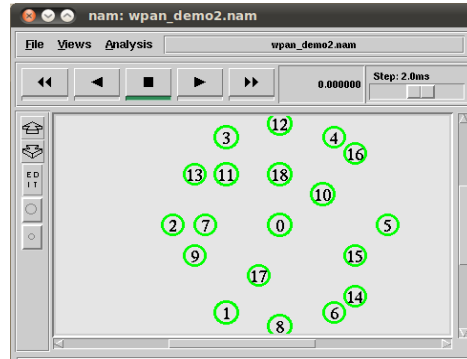 nam: wpan_demo2.nam
File Views Analysis wpan_demo2.nam
0.000000 Step: 2.0ms
E D
I T
12
3
4
16
13 11 18
10
2 7 0 5
9 15
17
14
1 6
8